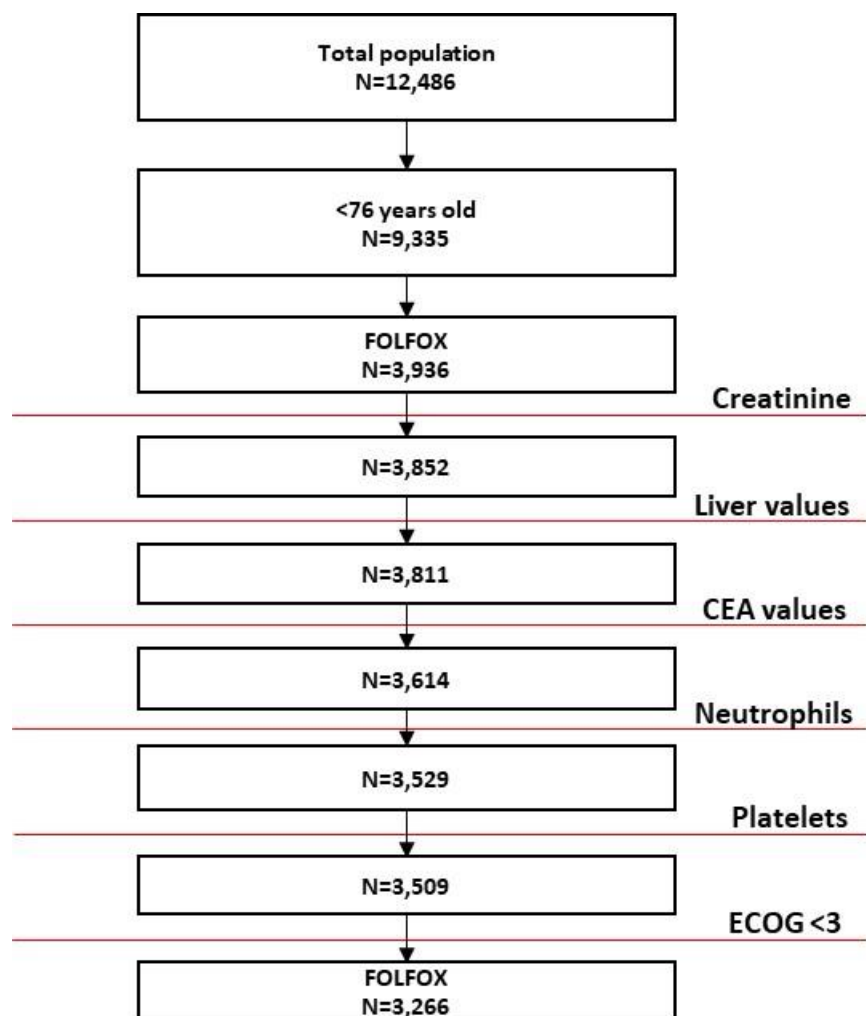 Total population
N=12,486
<76 years old
N=9,335
FOLFOX
N=3,936
Creatinine
N=3,852
Liver values
N=3,811
CEA values
N=3,614
Neutrophils
N=3,529
Platelets
N=3,509
ECOG <3
FOLFOX
N=3,266